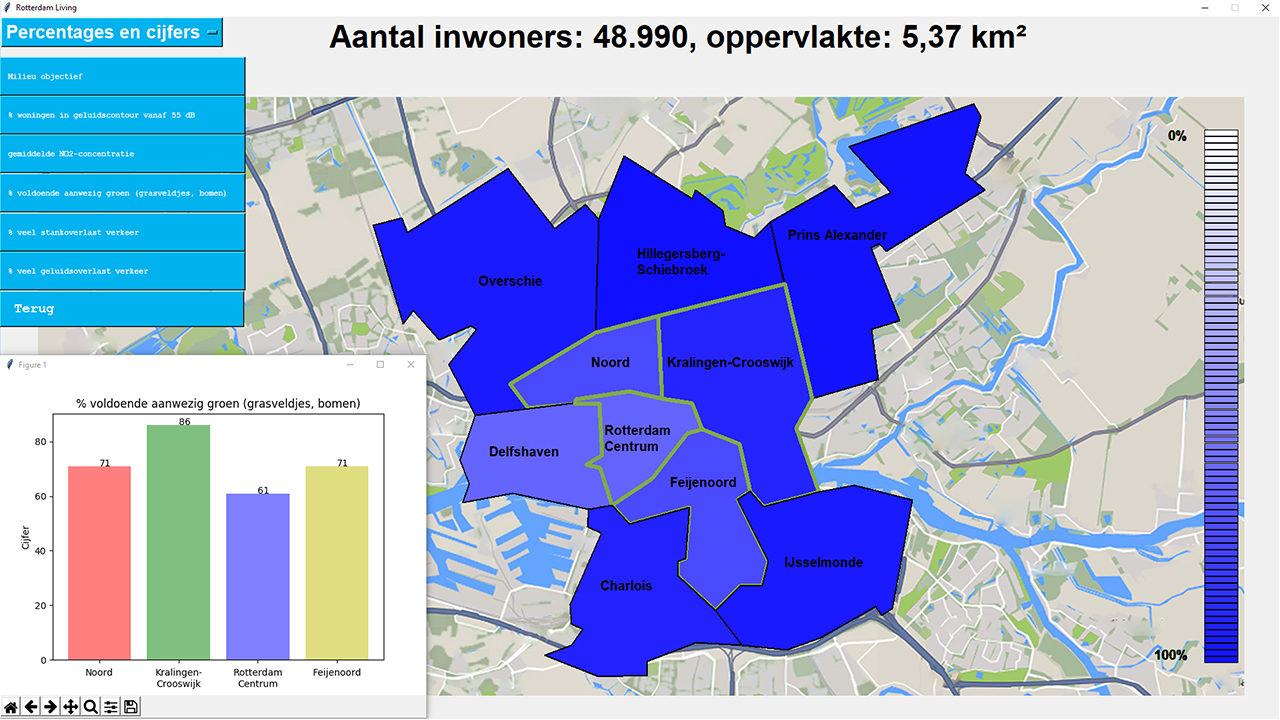 Rotterdam Living
Percentages en cijfers
Aantal inwoners: 48.990, oppervlakte: 5,37 km²
Milieu objectief
% woningen in geluidscontour vanaf 55 dB
gemiddelde NO2-concentratie
% voldoende aanwezig groen (grasveldjes, bomen)
% veel stankoverlast verkeer
% veel geluidsoverlast verkeer
Terug
0%
100%
Prins Alexander
Hillegersberg-
Schiebroek
Overschie
Noord
Kralingen-Crooswijk
Rotterdam
Centrum
Delfshaven
Feijenoord
IJsselmonde
Charlois
Figure 1
% voldoende aanwezig groen (grasveldjes, bomen)
Cijfer
80
60
40
20
0
71
86
61
71
Noord
Kralingen-
Crooswijk
Rotterdam
Centrum
Feijenoord